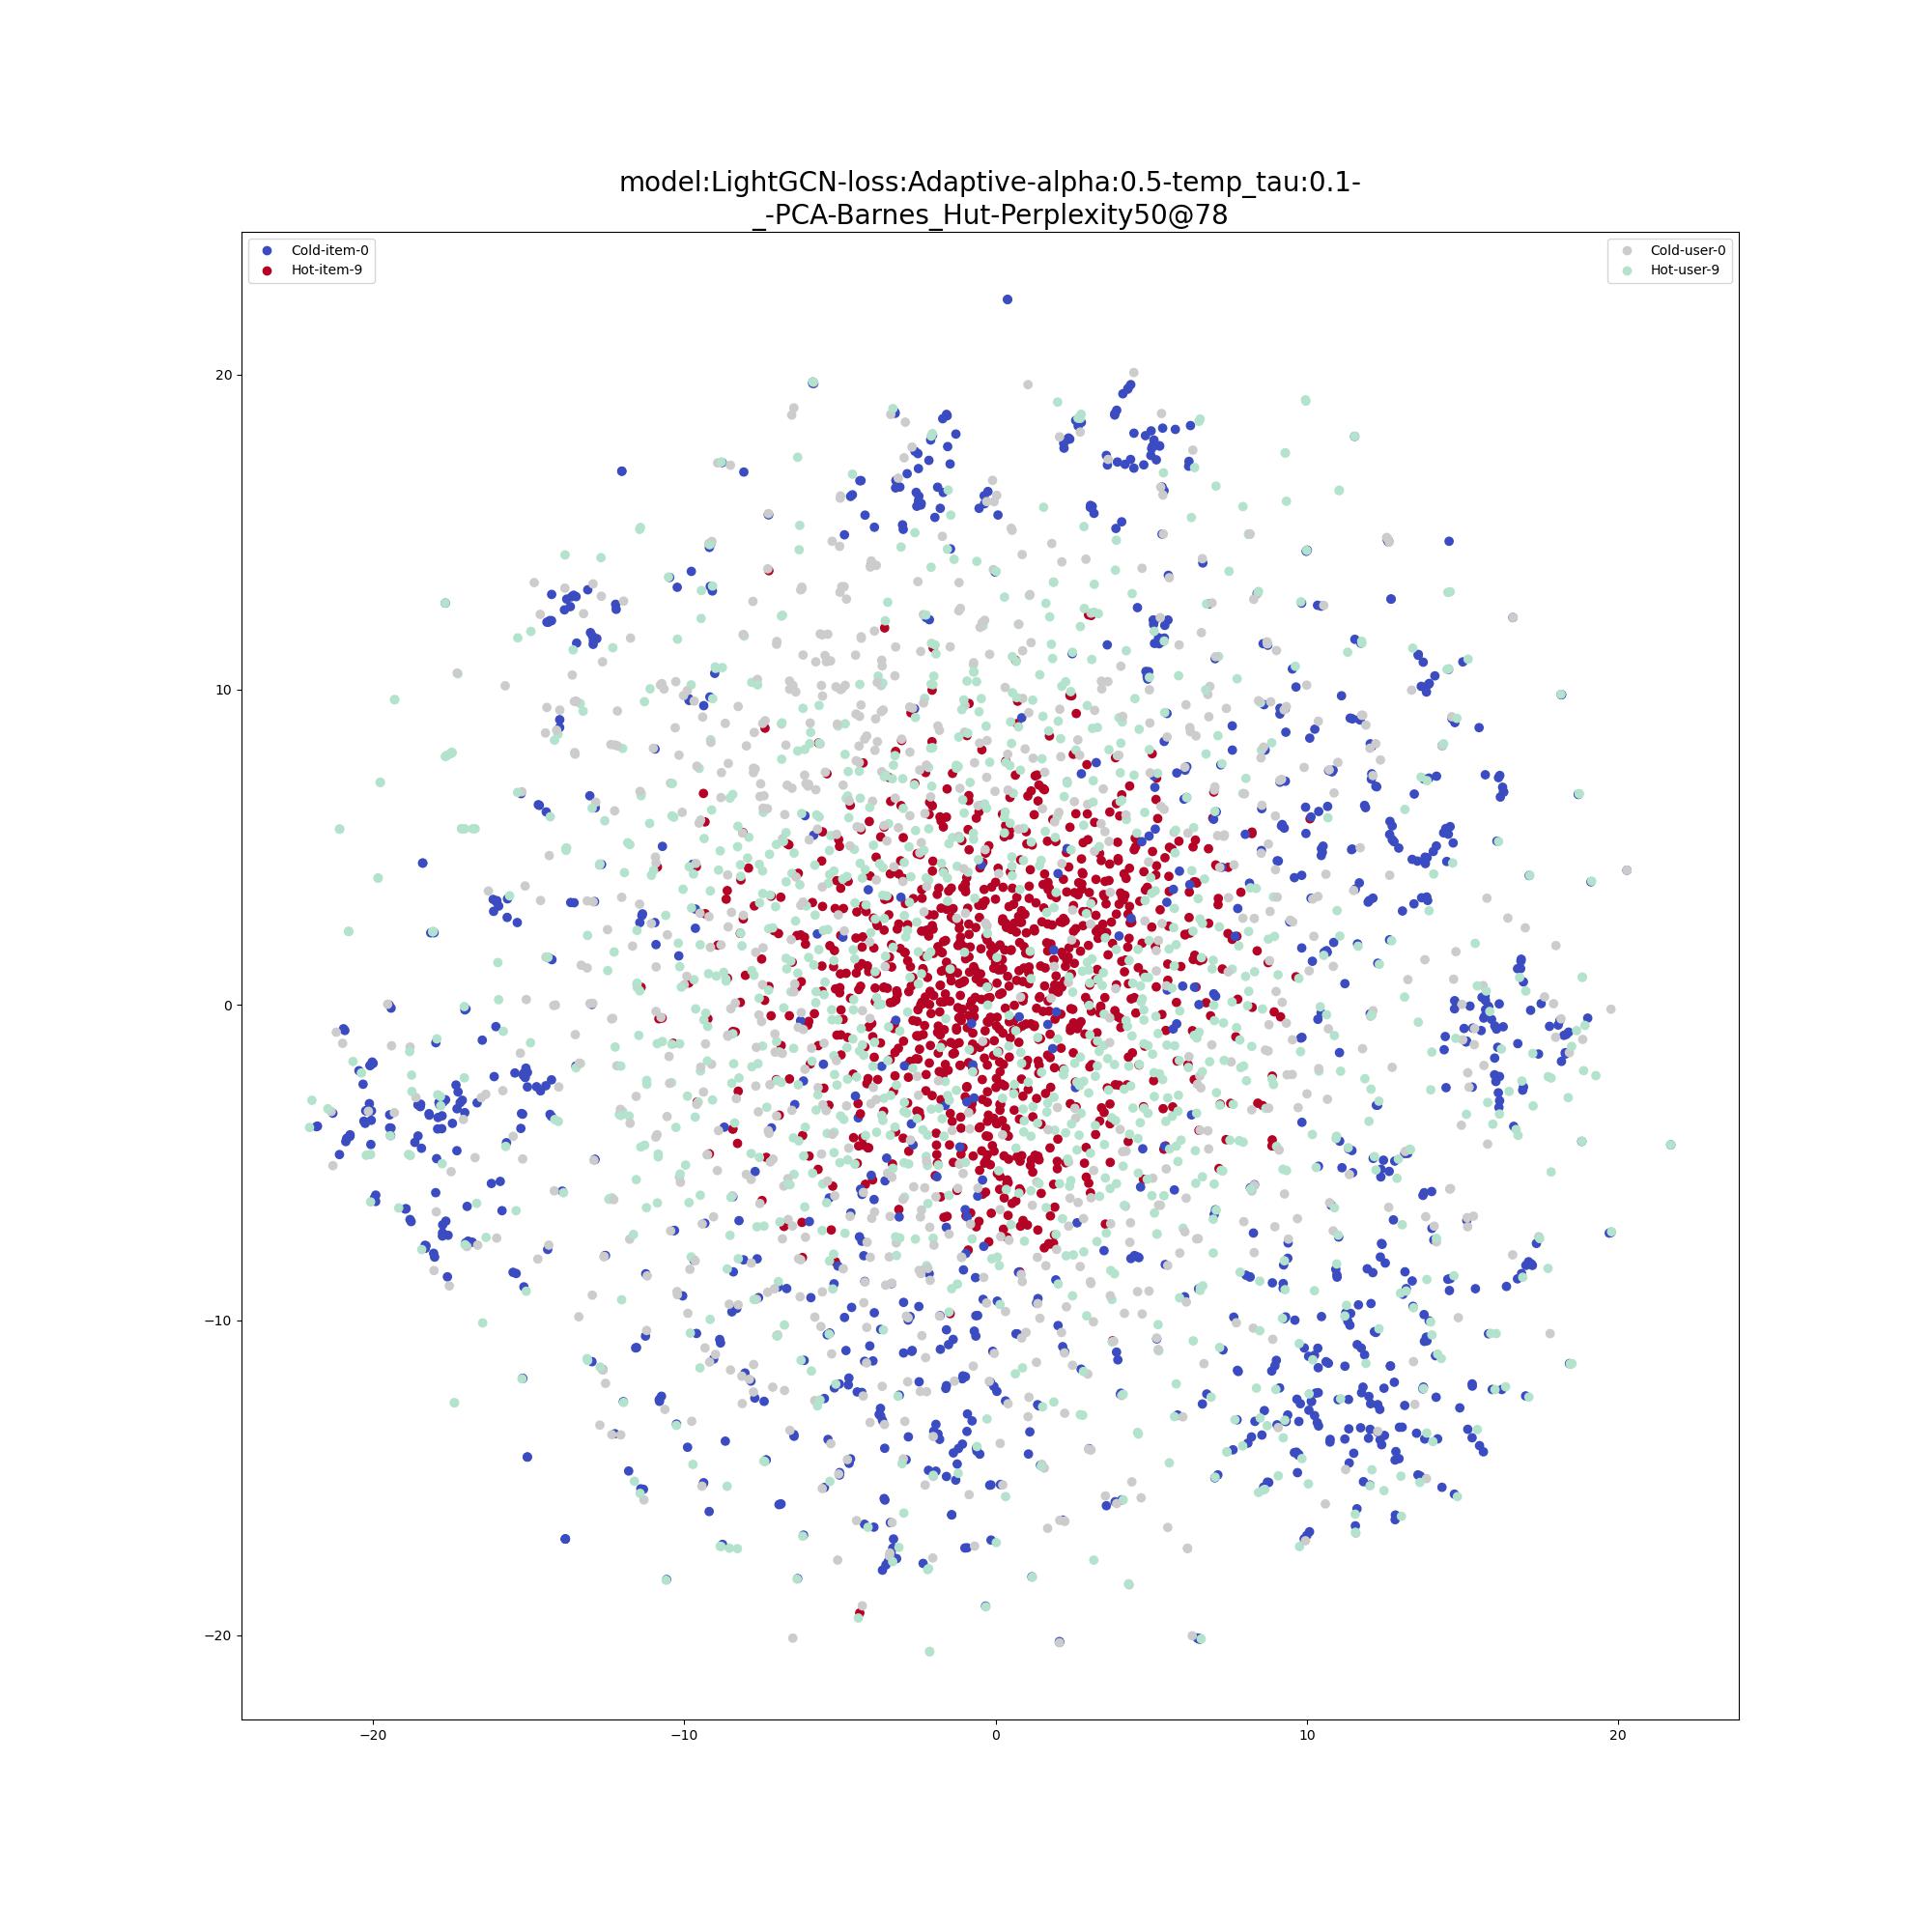 model:LightGCN-loss:Adaptive-alpha:0.5-temp_tau:0.1-
_-PCA-Barnes_Hut-Perplexity50@78
Cold-item-0
Hot-item-9
Cold-user-0
Hot-user-9
20
10
0
−10
−20
−20
−10
0
10
20